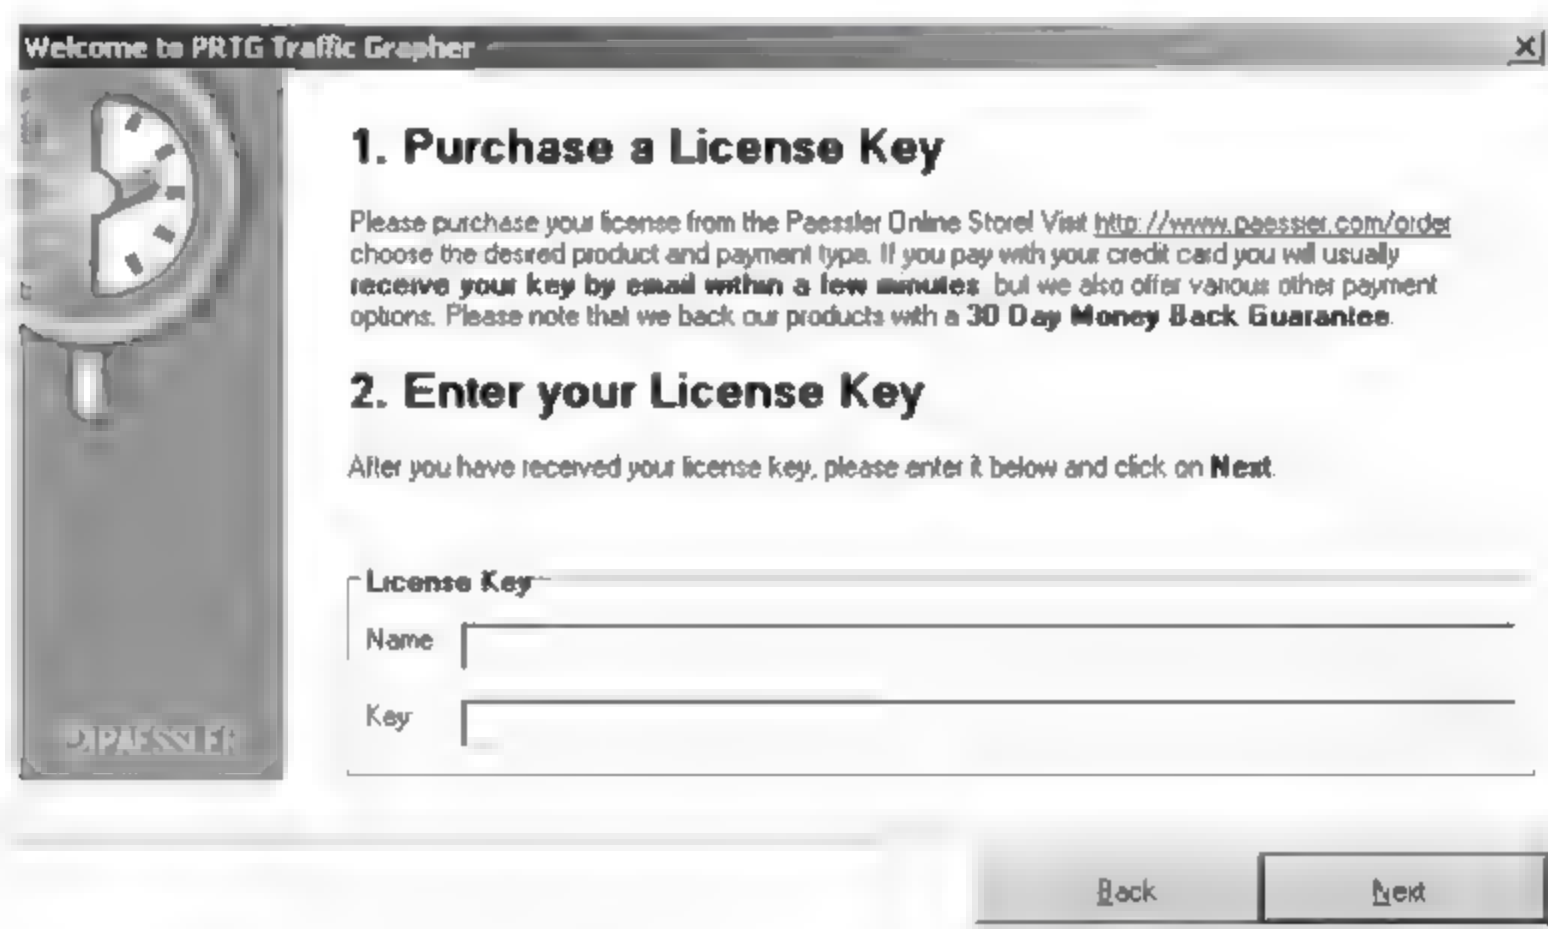 Welcome to PRTG Traffic Grapher
1. Purchase a License Key
Please purchase your license from the Paessler Online Store! Visit http://www.paessler.com/order
choose the desired product and payment type. If you pay with your credit card you will usually
receive your key by email within a few minutes but we also offer various other payment
options. Please note that we back our products with a 30 Day Money Back Guarantee.
2. Enter your License Key
After you have received your license key, please enter it below and click on Next.
License Key
Name
Key
PAESSLER
Back
Next